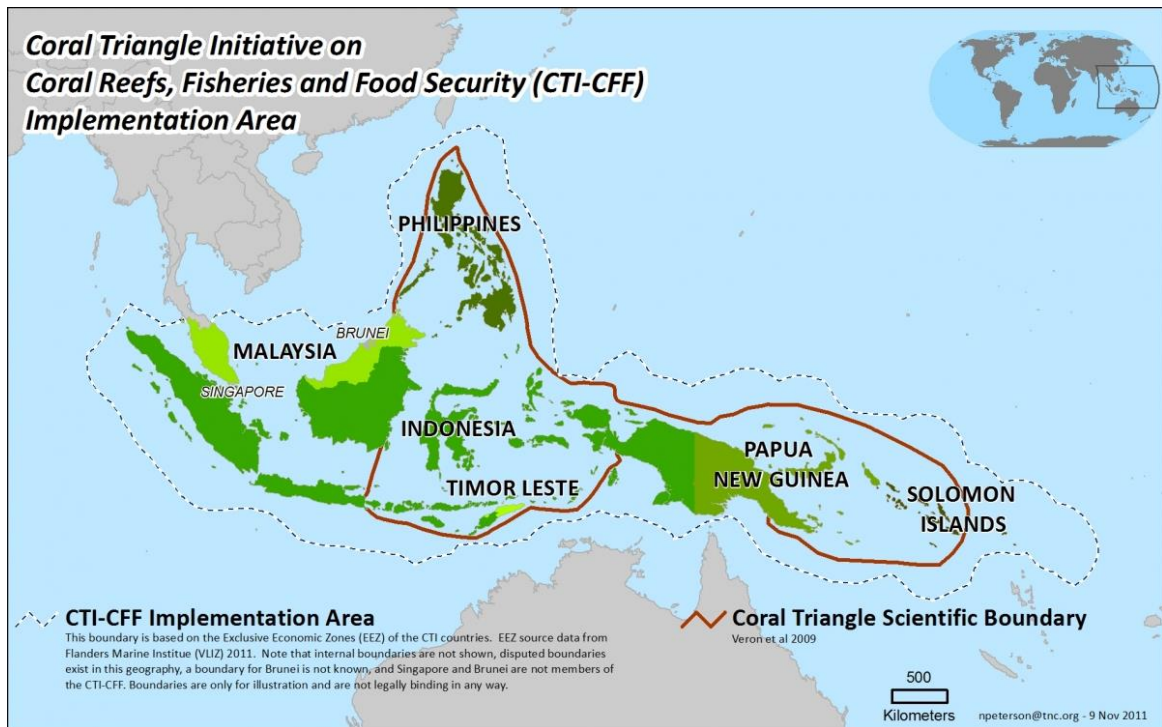 Coral Triangle Initiative on
Coral Reefs, Fisheries and Food Security (CTI-CFF)
Implementation Area
PHILIPPINES
BRUNEI
MALAYSIA
SINGAPORE
INDONESIA
PAPUA
NEW GUINEA
TIMOR LESTE
SOLOMON
ISLANDS
CTI-CFF Implementation Area
This boundary is based on the Exclusive Economic Zones (EEZ) of the CTI countries. EEZ source data from
Flanders Marine Institue (VLIZ) 2011. Note that internal boundaries are not shown, disputed boundaries
exist in this geography, a boundary for Brunei is not known, and Singapore and Brunei are not members of
the CTI-CFF. Boundaries are only for illustration and are not legally binding in any way.
Coral Triangle Scientific Boundary
Veron et al 2009
500
Kilometers
npeterson@tnc.org - 9 Nov 2011